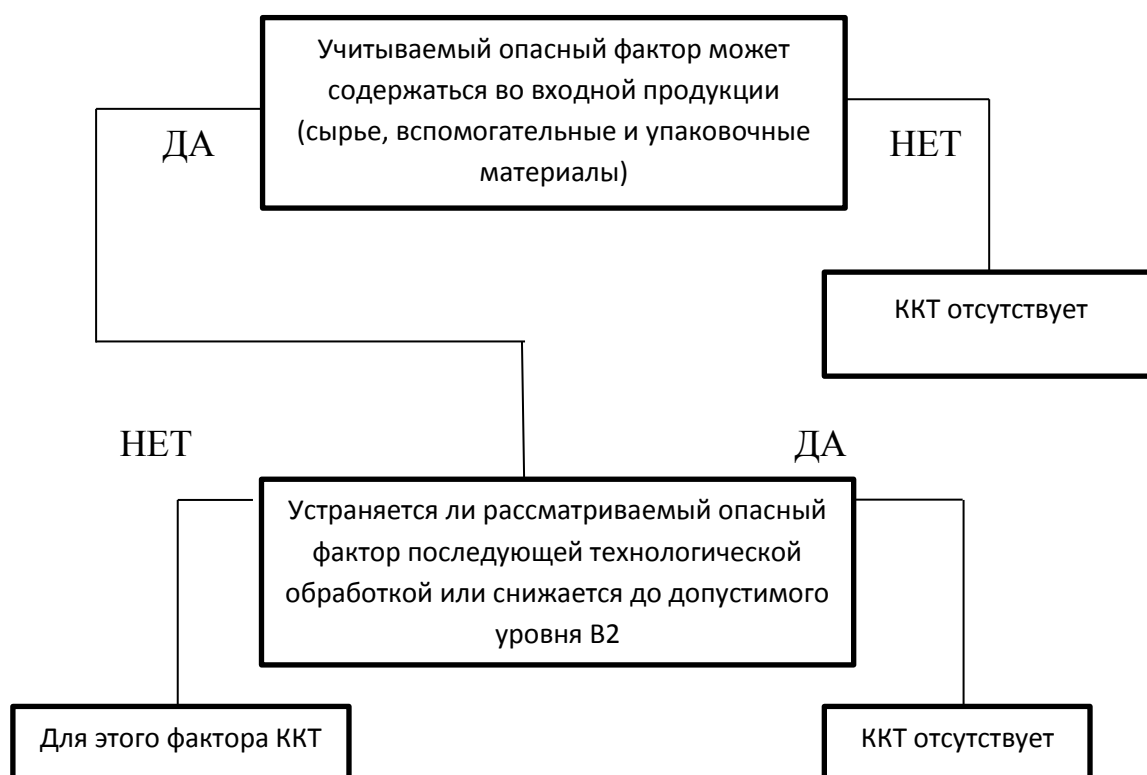 Учитываемый опасный фактор может
содержаться во входной продукции
(сырье, вспомогательные и упаковочные
материалы)
ДА
НЕТ
ККТ отсутствует
НЕТ
ДА
Устраняется ли рассматриваемый опасный
фактор последующей технологической
обработкой или снижается до допустимого
уровня В2
Для этого фактора ККТ
ККТ отсутствует